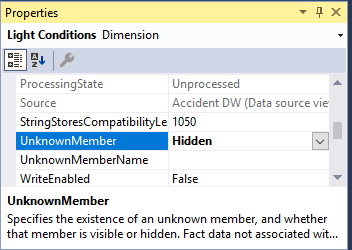 Properties
Light Conditions Dimension
ProcessingState Unprocessed
Source Accident DW (Data source vie
StringStoresCompatibilityLe 1050
UnknownMember Hidden
UnknownMemberName
WriteEnabled False
UnknownMember
Specifies the existence of an unknown member, and whether
that member is visible or hidden. Fact data not associated wit...